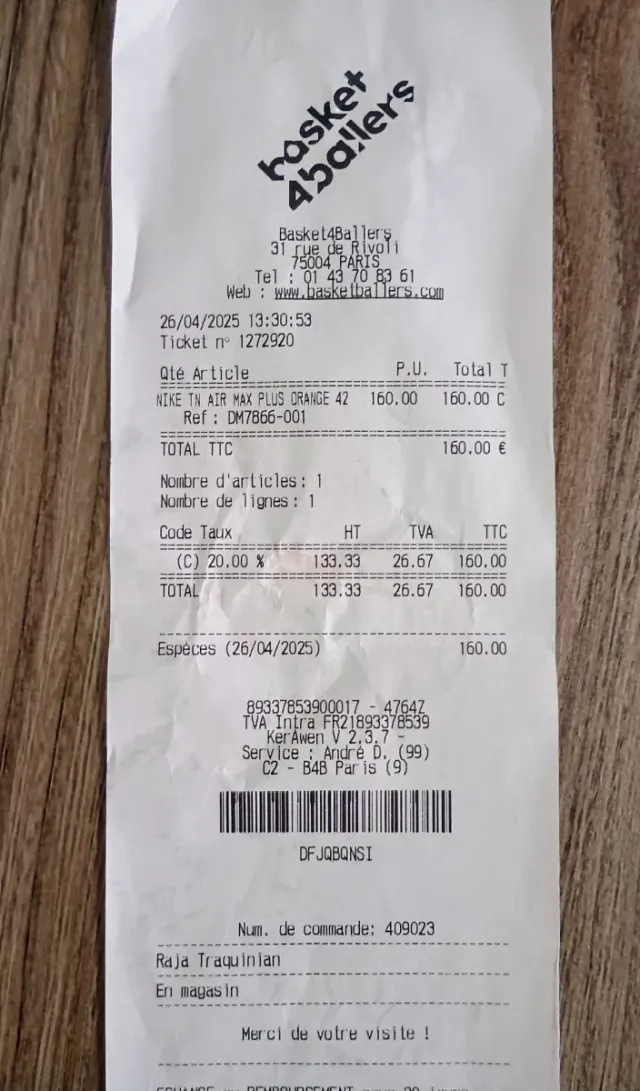 basket
4ballers
Basket4Ballers
31 rue de Rivoli
75004 PARIS
Tel : 01 43 70 83 61
Web : www.basketballers.com
26/04/2025 13:30:53
Ticket n° 1272920
Qté Article P.U. Total T
NIKE TN AIR MAX PLUS ORANGE 42 160.00 160.00 C
Ref : DM7866-001
TOTAL TTC 160.00 €
Nombre d'articles: 1
Nombre de lignes: 1
Code Taux HT TVA TTC
(C) 20.00 % 133.33 26.67 160.00
TOTAL 133.33 26.67 160.00
Espèces (26/04/2025) 160.00
89337853900017 - 4764Z
TVA Intra FR21893378539
KerAwen V 2.3.7 -
Service : André D. (99)
C2 - B4B Paris (9)
DFJQBQNSI
Num. de commande: 409023
Raja Traquinian
En magasin
Merci de votre visite !